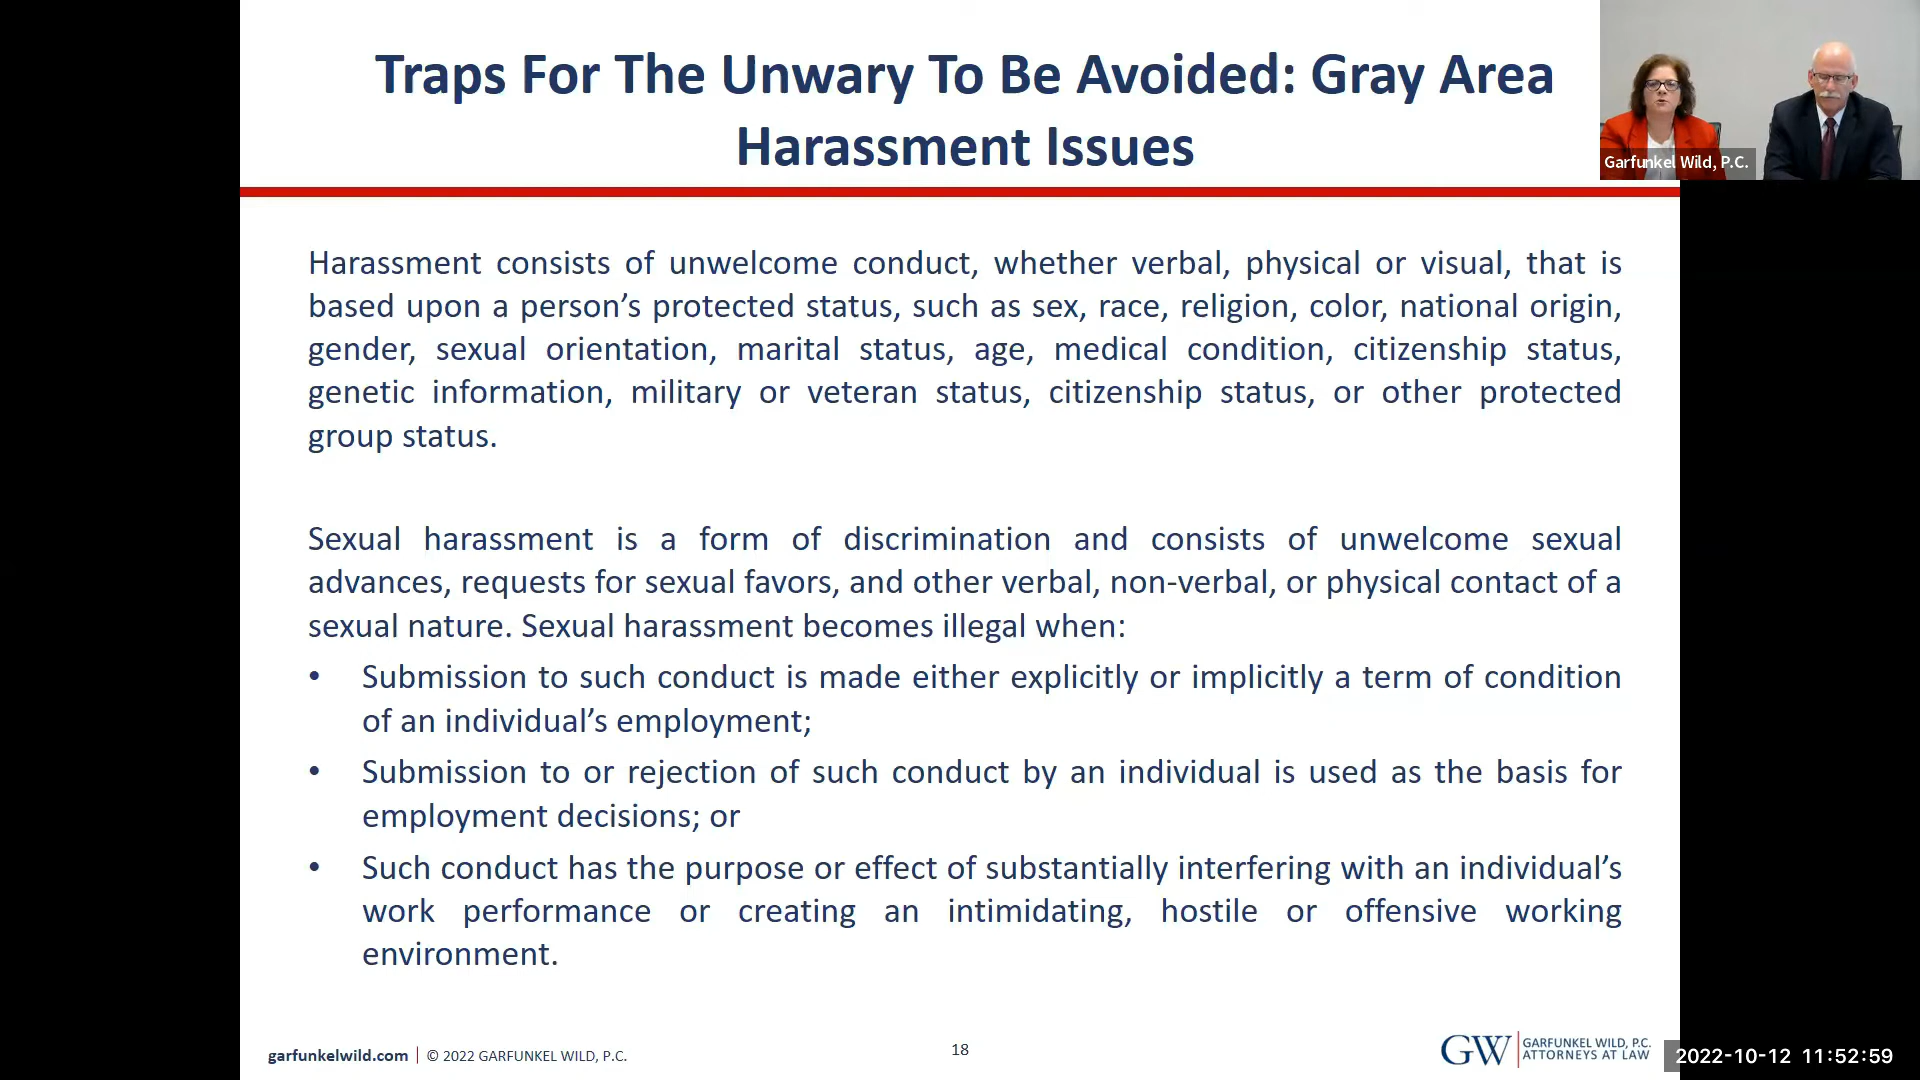 Traps For The Unwary To Be Avoided: Gray Area
Harassment Issues
Garfunkel Wild, P.C.
Harassment consists of unwelcome conduct, whether verbal, physical or visual, that is
based upon a person’s protected status, such as sex, race, religion, color, national origin,
gender, sexual orientation, marital status, age, medical condition, citizenship status,
genetic information, military or veteran status, citizenship status, or other protected
group status.
Sexual harassment is a form of discrimination and consists of unwelcome sexual
advances, requests for sexual favors, and other verbal, non-verbal, or physical contact of a
sexual nature. Sexual harassment becomes illegal when:
• Submission to such conduct is made either explicitly or implicitly a term of condition
of an individual’s employment;
• Submission to or rejection of such conduct by an individual is used as the basis for
employment decisions; or
• Such conduct has the purpose or effect of substantially interfering with an individual’s
work performance or creating an intimidating, hostile or offensive working
environment.
garfunkelwild.com | © 2022 GARFUNKEL WILD, P.C.
18
GW GARFUNKEL WILD, P.C.
ATTORNEYS AT LAW
2022-10-12 11:52:59